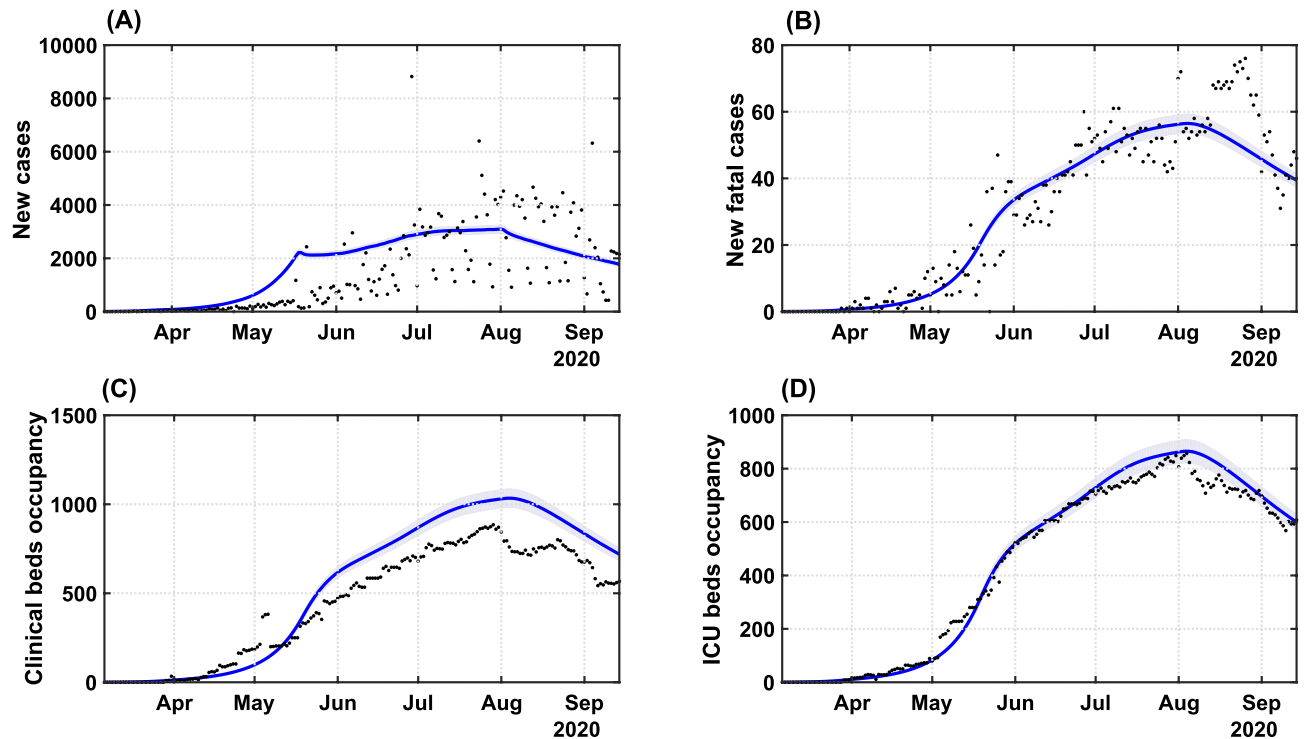 (A)
New cases
10000
8000
6000
4000
2000
0
Apr May Jun Jul Aug Sep
2020
(B)
New fatal cases
80
60
40
20
0
Apr May Jun Jul Aug Sep
2020
(C)
Clinical beds occupancy
1500
1000
500
0
Apr May Jun Jul Aug Sep
2020
(D)
ICU beds occupancy
1000
800
600
400
200
0
Apr May Jun Jul Aug Sep
2020